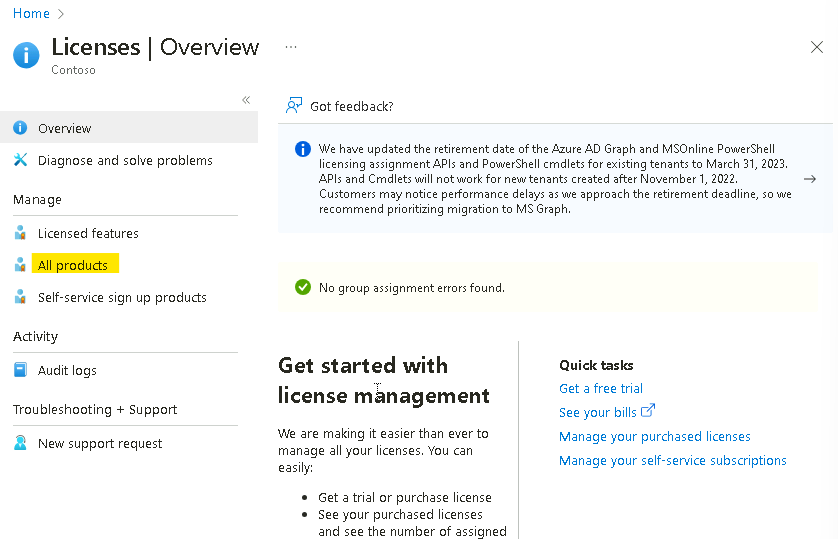 Home
Licenses | Overview
...
Contoso
Overview
Diagnose and solve problems
Manage
Licensed features
All products
Self-service sign up products
Activity
Audit logs
Troubleshooting + Support
New support request
Got feedback?
We have updated the retirement date of the Azure AD Graph and MSOnline PowerShell
licensing assignment APIs and PowerShell cmdlets for existing tenants to March 31, 2023.
APIs and Cmdlets will not work for new tenants created after November 1, 2022.
Customers may notice performance delays as we approach the retirement deadline, so we
recommend prioritizing migration to MS Graph.
No group assignment errors found.
Get started with
license management
We are making it easier than ever to
manage all your licenses. You can
easily:
• Get a trial or purchase license
• See your purchased licenses
and see the number of assigned
Quick tasks
Get a free trial
See your bills
Manage your purchased licenses
Manage your self-service subscriptions